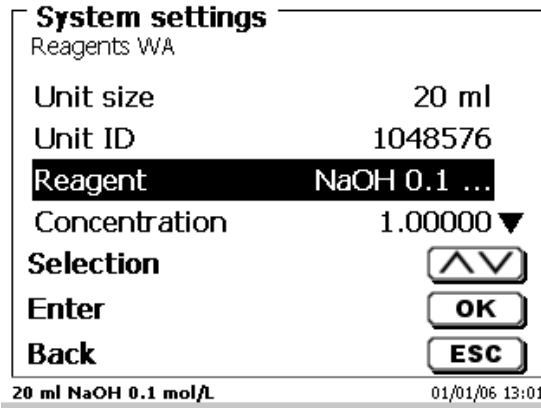 System settings
Reagents WA
Unit size 20 ml
Unit ID 1048576
Reagent NaOH 0.1 ...
Concentration 1.00000
Selection
Enter OK
Back ESC
20 ml NaOH 0.1 mol/L 01/01/06 13:01